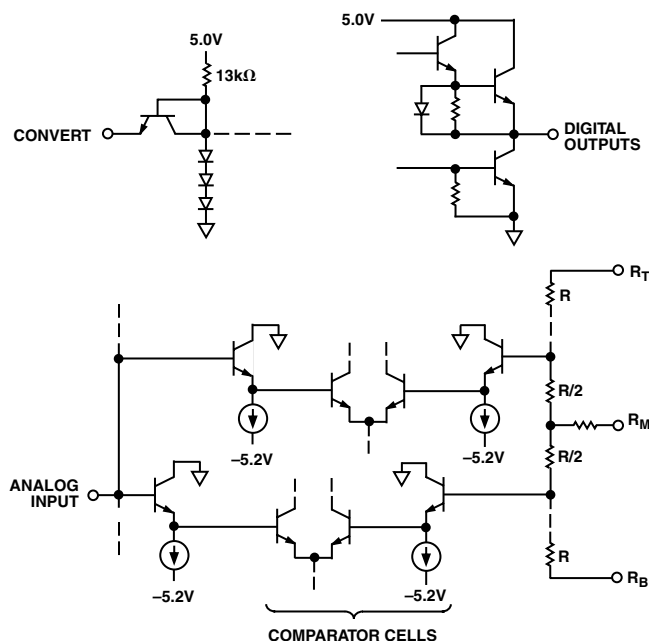 5.0V
13kΩ
CONVERT
5.0V
DIGITAL
OUTPUTS
R_T
R
R/2
R_M
R/2
R
R_B
–5.2V
–5.2V
ANALOG
INPUT
–5.2V
–5.2V
COMPARATOR CELLS